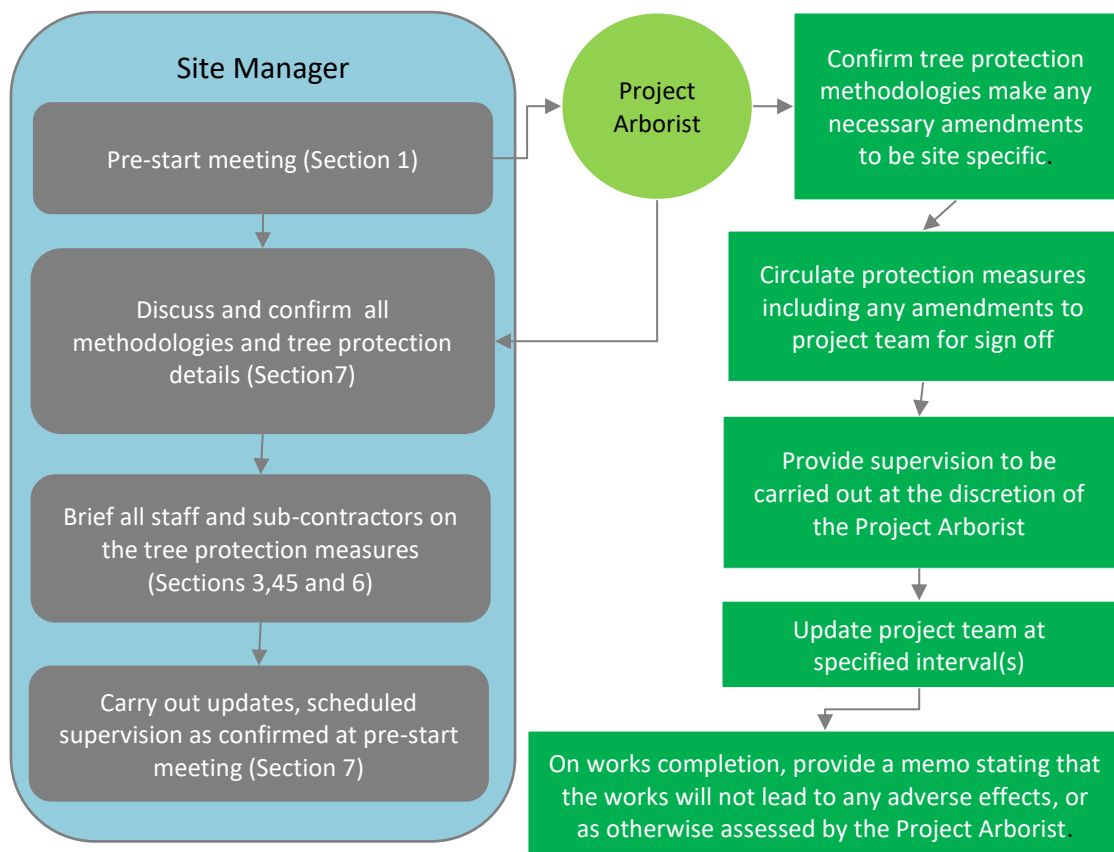 Site Manager
Pre-start meeting (Section 1)
Discuss and confirm  all
methodologies and tree protection
details (Section7)
Brief all staff and sub-contractors on
the tree protection measures
(Sections 3,45 and 6)
Carry out updates, scheduled
supervision as confirmed at pre-start
meeting (Section 7)
Project
Arborist
Confirm tree protection
methodologies make any
necessary amendments
to be site specific.
Circulate protection measures
including any amendments to
project team for sign off
Provide supervision to be
carried out at the discretion of
the Project Arborist
Update project team at
specified interval(s)
On works completion, provide a memo stating that
the works will not lead to any adverse effects, or
as otherwise assessed by the Project Arborist.